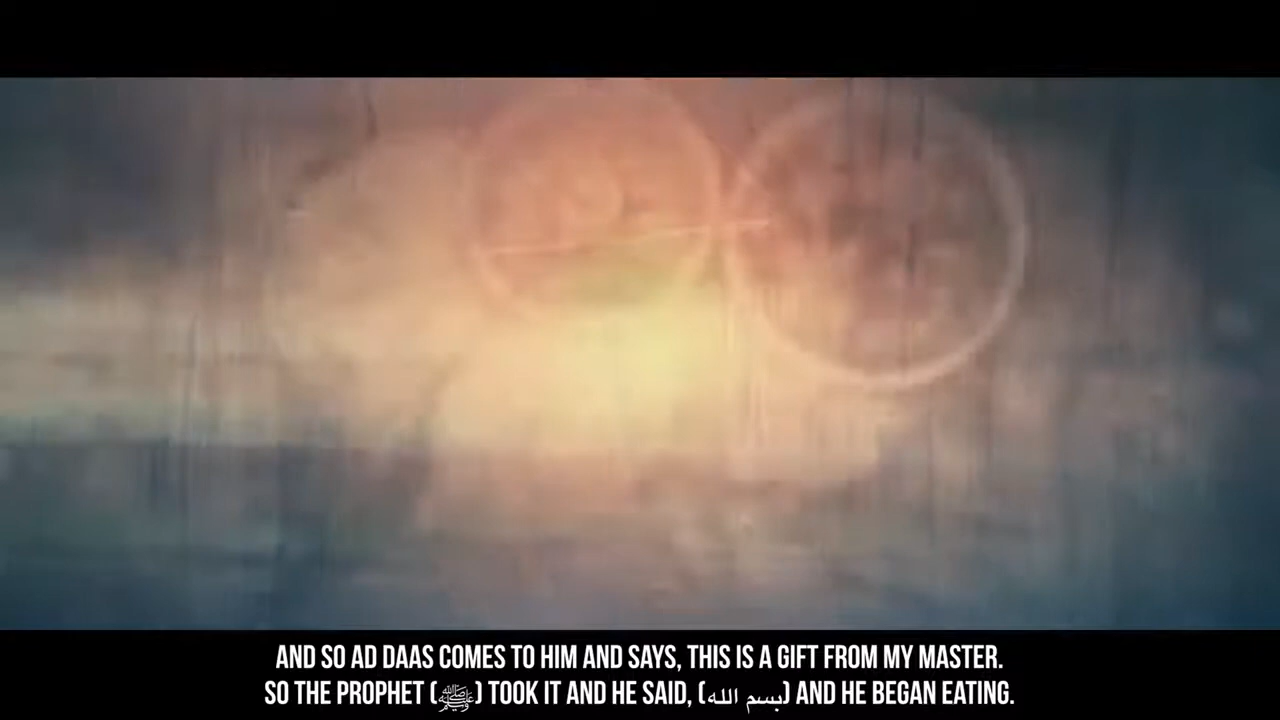 AND SO AD DAAS COMES TO HIM AND SAYS, THIS IS A GIFT FROM MY MASTER.
SO THE PROPHET (ﷺ) TOOK IT AND HE SAID, (بسم الله) AND HE BEGAN EATING.